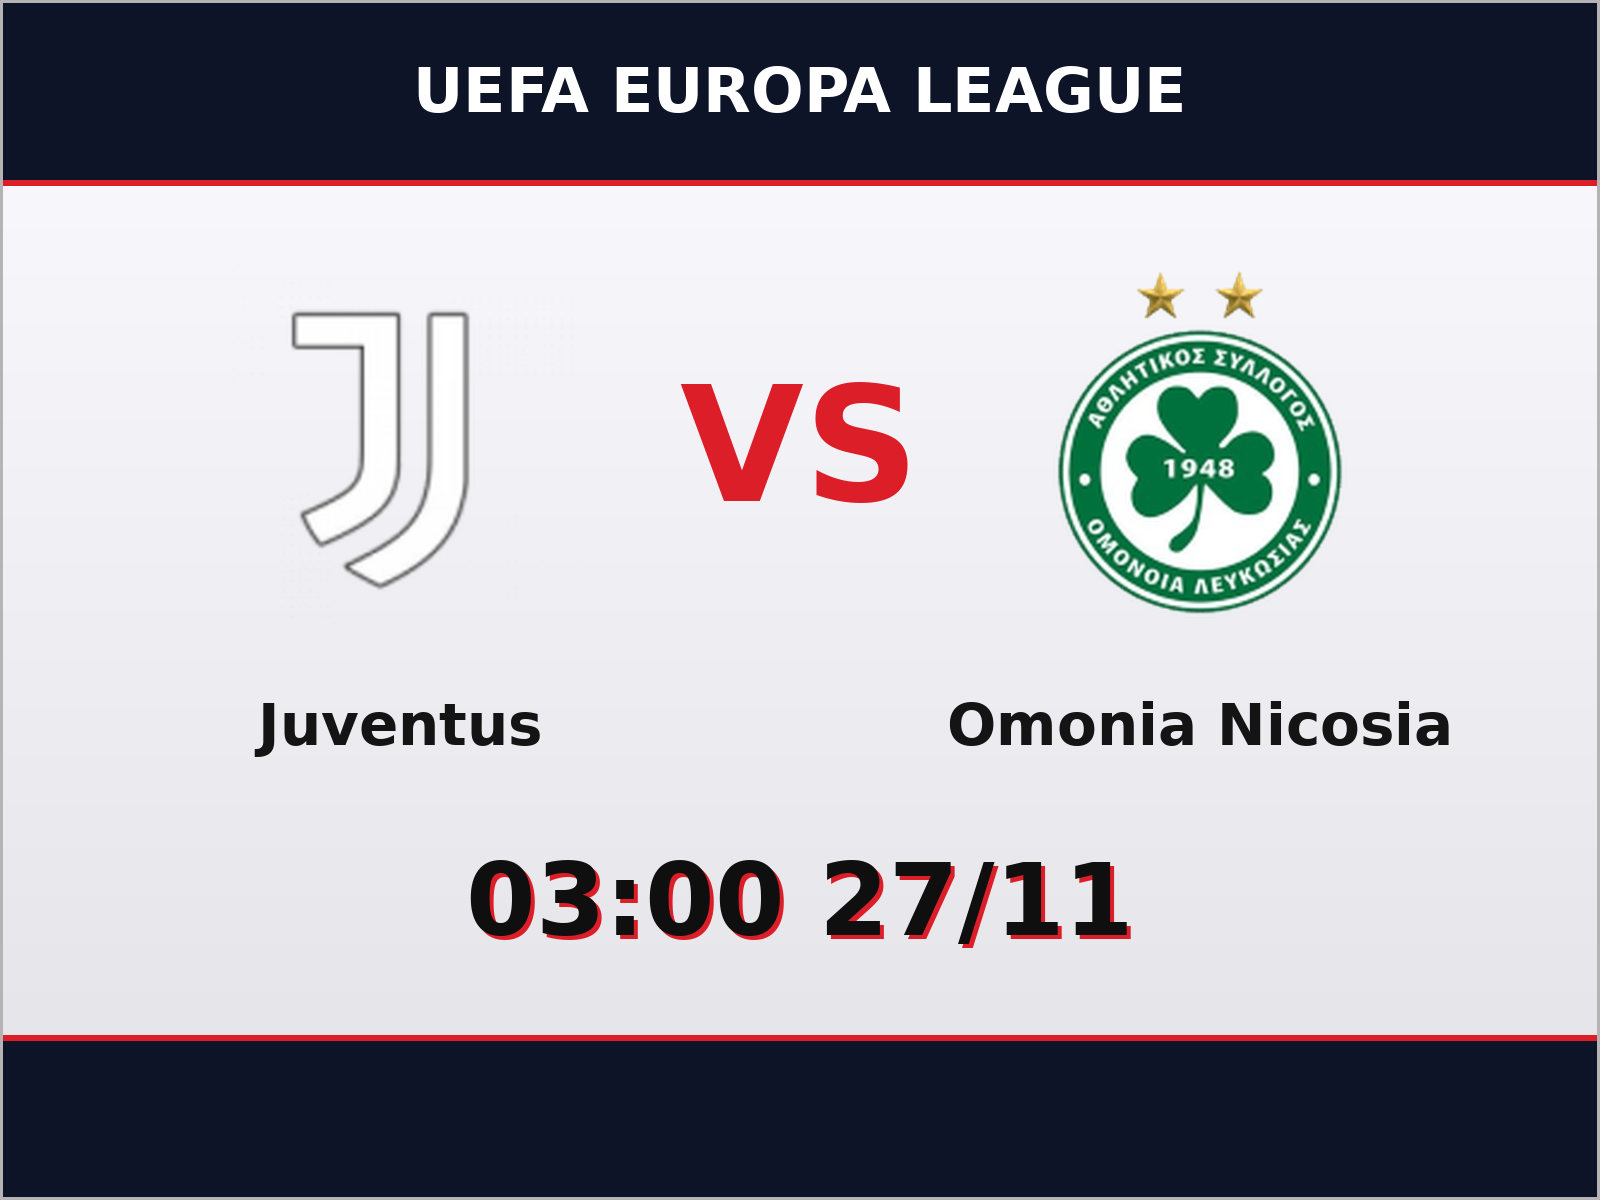 UEFA EUROPA LEAGUE
VS
ΑΘΛΗΤΙΚΟΣ ΣΥΛΛΟΓΟΣ
1948
ΟΜΟΝΟΙΑ ΛΕΥΚΩΣΙΑΣ
Juventus
Omonia Nicosia
03:00 27/11